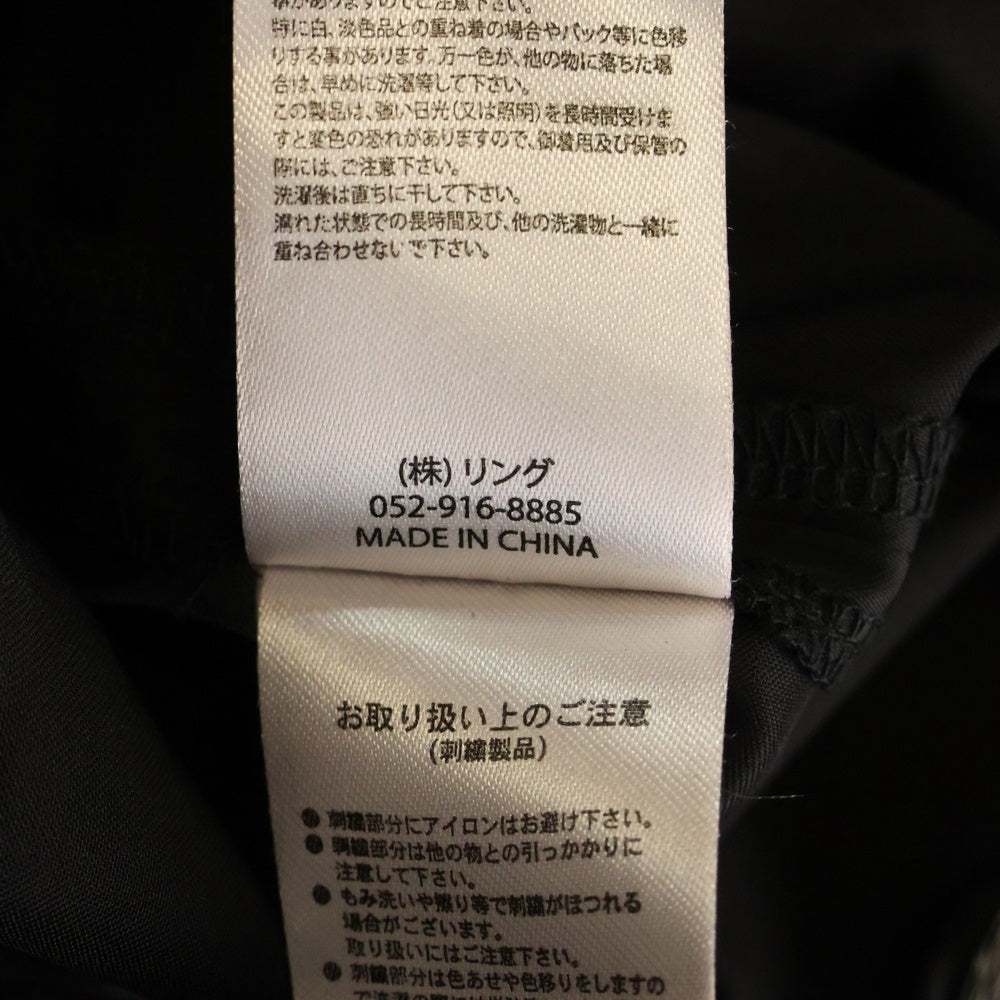 事がありますのでご注意下さい。
特に白、淡色品との重ね着の場合やバック等に色移
りする事があります。万一色が、他の物に落ちた場
合は、早めに洗濯等して下さい。
この製品は、強い日光(又は照明)を長時間受けま
すと変色の恐れがありますので、御着用及び保管の
際には、ご注意下さい。
洗濯後は直ちに干して下さい。
濡れた状態での長時間及び、他の洗濯物と一緒に
重ね合わせないで下さい。
(株)リング
052-916-8885
MADE IN CHINA
お取り扱い上のご注意
(刺繍製品)
● 刺繍部分にアイロンはお避け下さい。
● 刺繍部分は他の物との引っかかりに
注意して下さい。
● もみ洗いや擦り等で刺繍がほつれる
場合がございます。
取り扱いにはご注意下さい。
● 刺繍部分は色あせや色移りをしますの